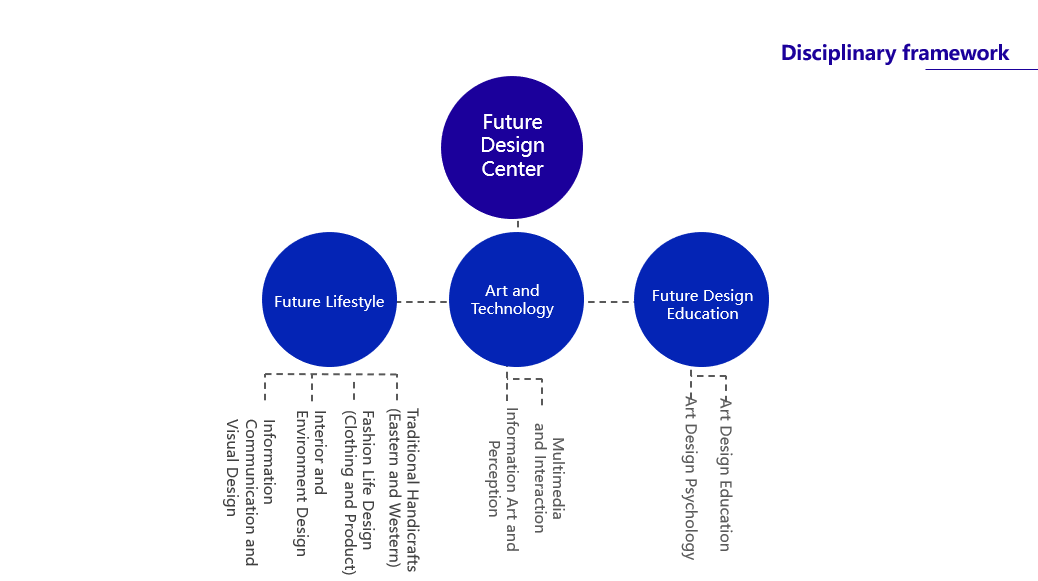 Disciplinary framework
Future
Design
Center
Future Lifestyle
Art and
Technology
Future Design
Education
Information
Communication and
Visual Design
Interior and
Environment Design
Fashion Life Design
(Clothing and Product)
Traditional Handicrafts
(Eastern and Western)
Information Art and
Perception
Multimedia
and Interaction
Art Design Psychology
Art Design Education